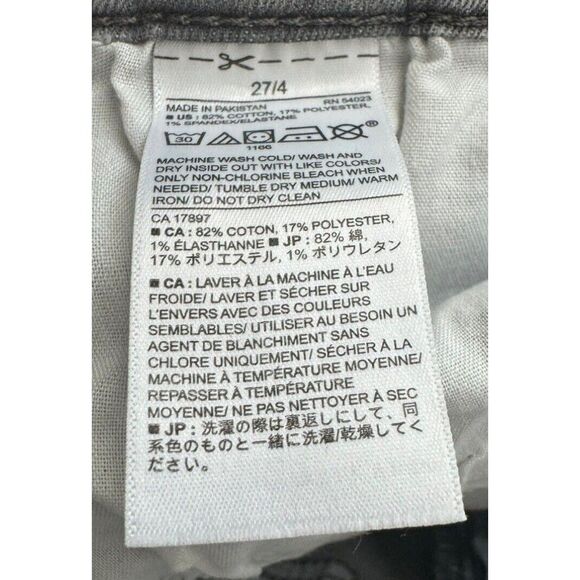 27/4
MADE IN PAKISTAN RN 54023
■ US : 82% COTTON, 17% POLYESTER,
1% SPANDEX/ELASTANE
30 ®
1166
MACHINE WASH COLD/ WASH AND
DRY INSIDE OUT WITH LIKE COLORS/
ONLY NON-CHLORINE BLEACH WHEN
NEEDED/ TUMBLE DRY MEDIUM/ WARM
IRON/ DO NOT DRY CLEAN
CA 17897
■ CA : 82% COTON, 17% POLYESTER,
1% ÉLASTHANNE ■ JP : 82% 綿,
17% ポリエステル, 1% ポリウレタン
■ CA : LAVER À LA MACHINE À L'EAU
FROIDE/ LAVER ET SÉCHER SUR
L'ENVERS AVEC DES COULEURS
SEMBLABLES/ UTILISER AU BESOIN UN
AGENT DE BLANCHIMENT SANS
CHLORE UNIQUEMENT/ SÉCHER À LA
MACHINE À TEMPÉRATURE MOYENNE/
REPASSER À TEMPÉRATURE
MOYENNE/ NE PAS NETTOYER À SEC
■ JP : 洗濯の際は裏返しにして、同
系色のものと一緒に洗濯/乾燥してく
ださい。